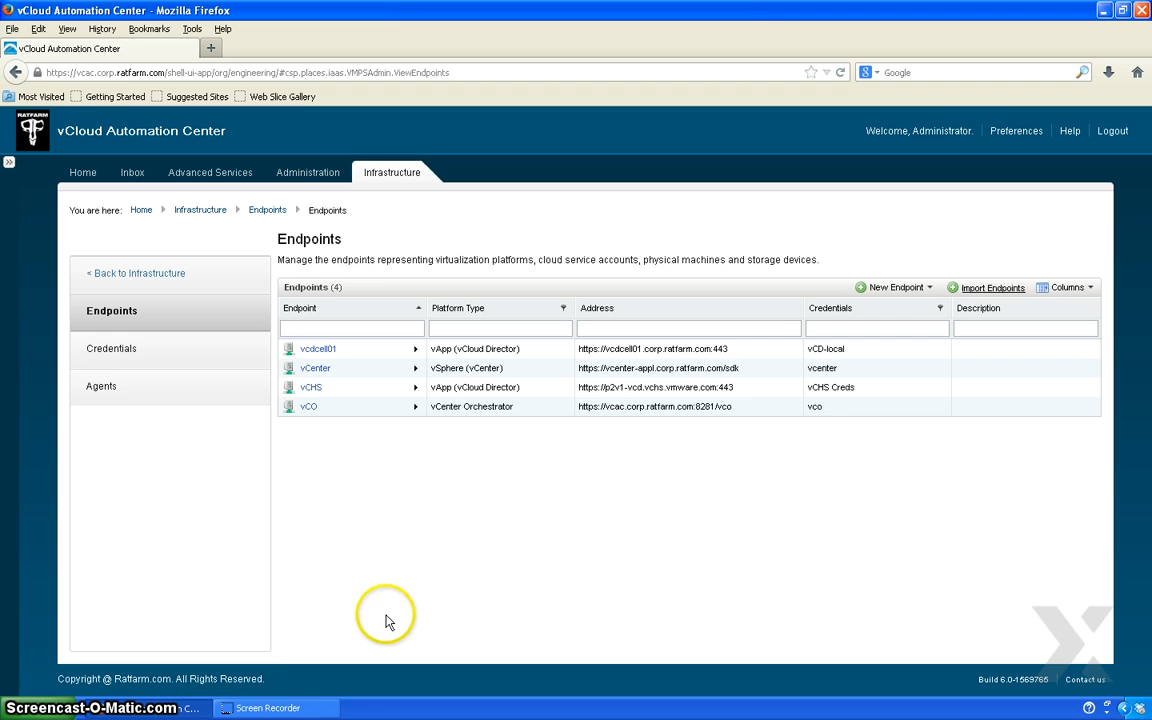 vCloud Automation Center - Mozilla Firefox
File Edit View History Bookmarks Tools Help
vCloud Automation Center
https://vcac.corp.ratfarm.com/shell-ui-app/org/engineering/#csp.places.iaas.VMPSAdmin.ViewEndpoints
Google
Most Visited Getting Started Suggested Sites Web Slice Gallery
RATFARM
vCloud Automation Center
Welcome, Administrator. Preferences Help Logout
Home Inbox Advanced Services Administration Infrastructure
You are here: Home Infrastructure Endpoints Endpoints
< Back to Infrastructure
Endpoints
Credentials
Agents
Endpoints
Manage the endpoints representing virtualization platforms, cloud service accounts, physical machines and storage devices.
Endpoints (4) New Endpoint Import Endpoints Columns
Endpoint Platform Type Address Credentials Description
vcdcell01 vApp (vCloud Director) https://vcdcell01.corp.ratfarm.com:443 vCD-local
vCenter vSphere (vCenter) https://vcenter-appl.corp.ratfarm.com/sdk vcenter
vCHS vApp (vCloud Director) https://p2v1-vcd.vchs.vmware.com:443 vCHS Creds
vCO vCenter Orchestrator https://vcac.corp.ratfarm.com:8281/vco vco
Copyright @ Ratfarm.com. All Rights Reserved.
Build 6.0-1569765 Contact us
Screencast-O-Matic.com
n C...
Screen Recorder